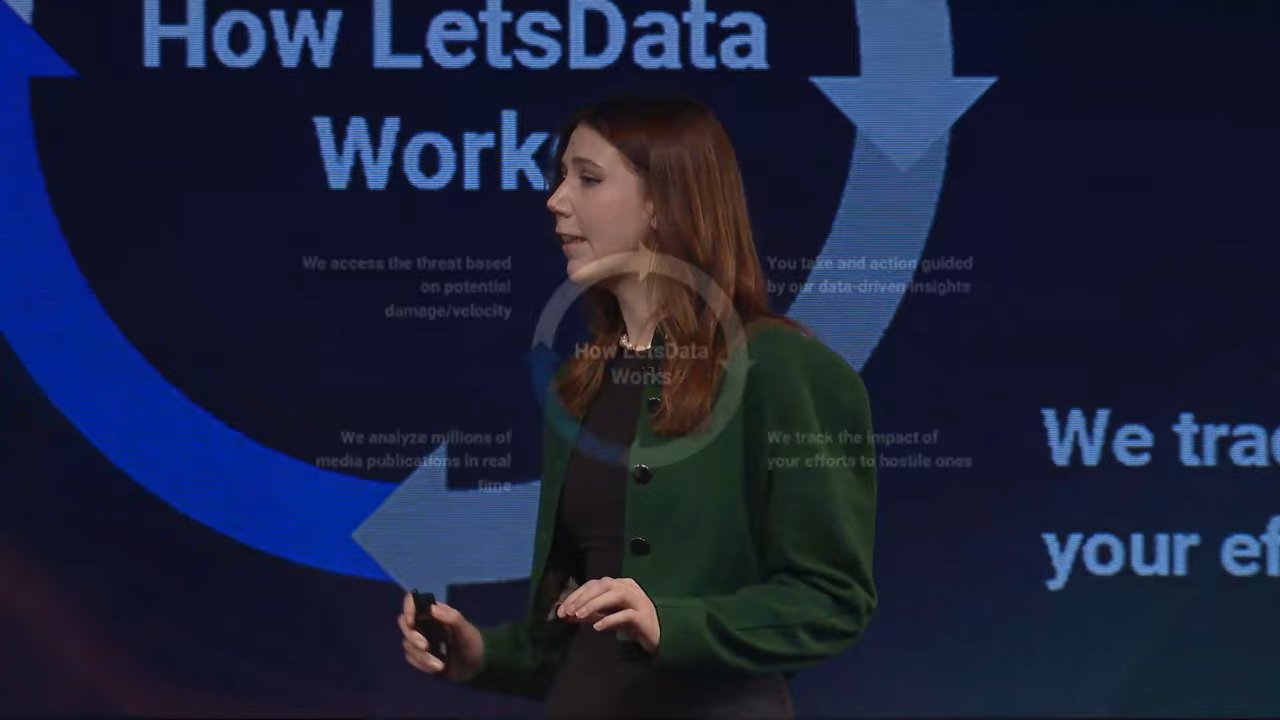 How LetsData
Work
We access the threat based
on potential
damage/velocity
You take and action guided
by our data-driven insights
How LetsData
Works
We analyze millions of
media publications in real
time
We track the impact of
your efforts to hostile ones
We trac
your ef